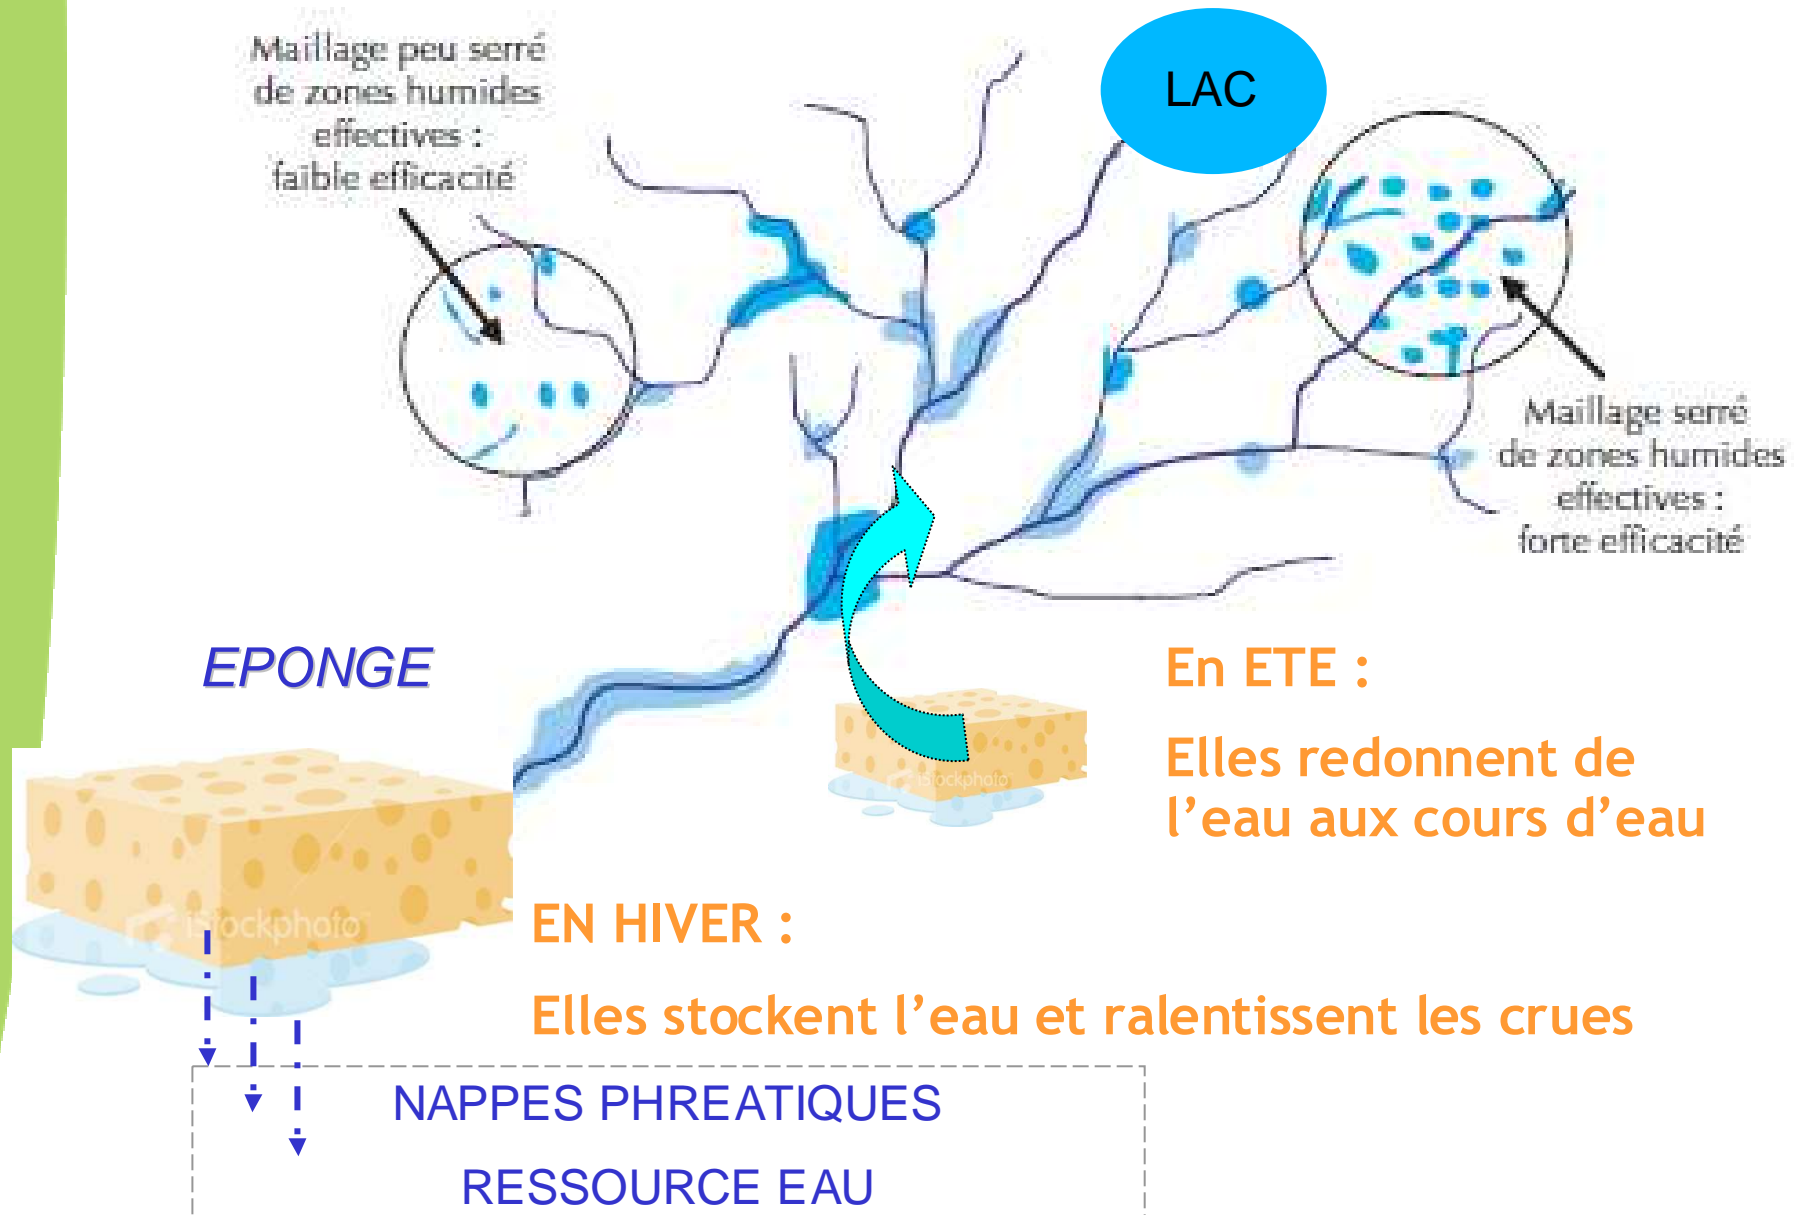 Maillage peu serré
de zones humides
effectives :
faible efficacité
LAC
Maillage serré
de zones humides
effectives :
forte efficacité
EPONGE
En ETE :
Elles redonnent de
l’eau aux cours d’eau
iStockphoto
iStockphoto
EN HIVER :
Elles stockent l’eau et ralentissent les crues
NAPPES PHREATIQUES
RESSOURCE EAU